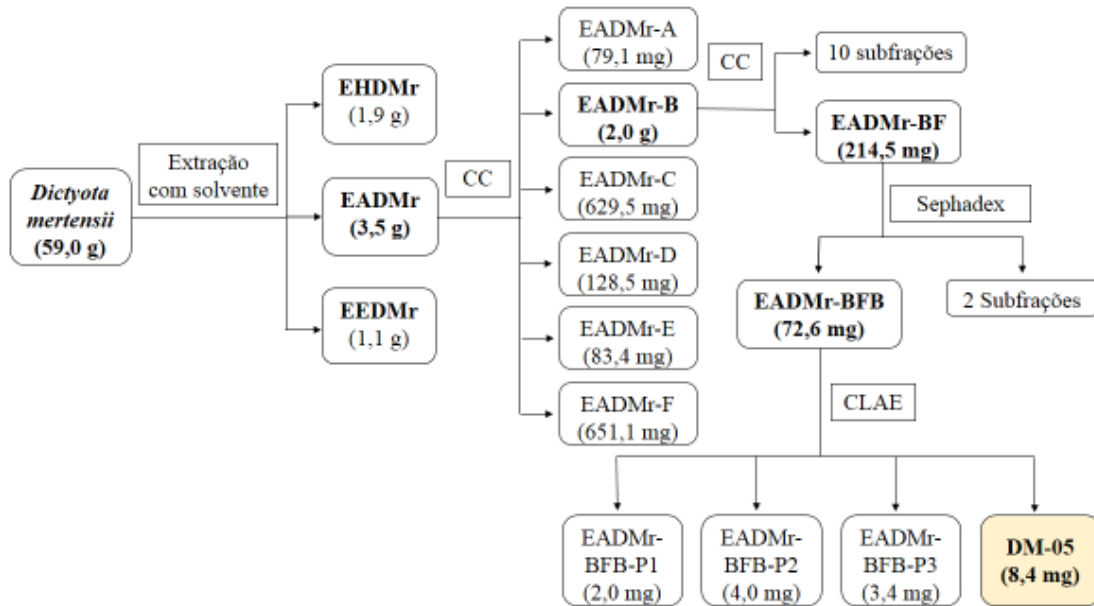 Dictyota
mertensii
(59,0 g)
Extração
com solvente
EHDMr
(1,9 g)
EADMr
(3,5 g)
EEDMr
(1,1 g)
CC
EADMr-A
(79,1 mg)
EADMr-B
(2,0 g)
EADMr-C
(629,5 mg)
EADMr-D
(128,5 mg)
EADMr-E
(83,4 mg)
EADMr-F
(651,1 mg)
CC
10 subfrações
EADMr-BF
(214,5 mg)
Sephadex
EADMr-BFB
(72,6 mg)
2 Subfrações
CLAE
EADMr-
BFB-P1
(2,0 mg)
EADMr-
BFB-P2
(4,0 mg)
EADMr-
BFB-P3
(3,4 mg)
DM-05
(8,4 mg)